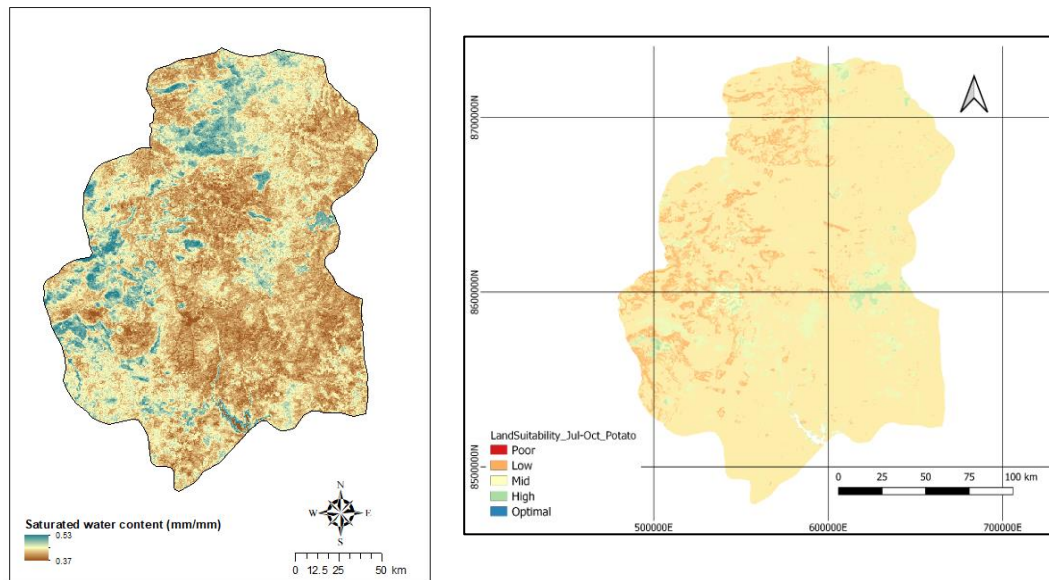 N
W E
S
Saturated water content (mm/mm)
0.53
0.37
0 12.5 25 50 km
8700000N
8600000N
8500000N
LandSuitability_Jul-Oct_Potato
Poor
Low
Mid
High
Optimal
0 25 50 75 100 km
500000E 600000E 700000E